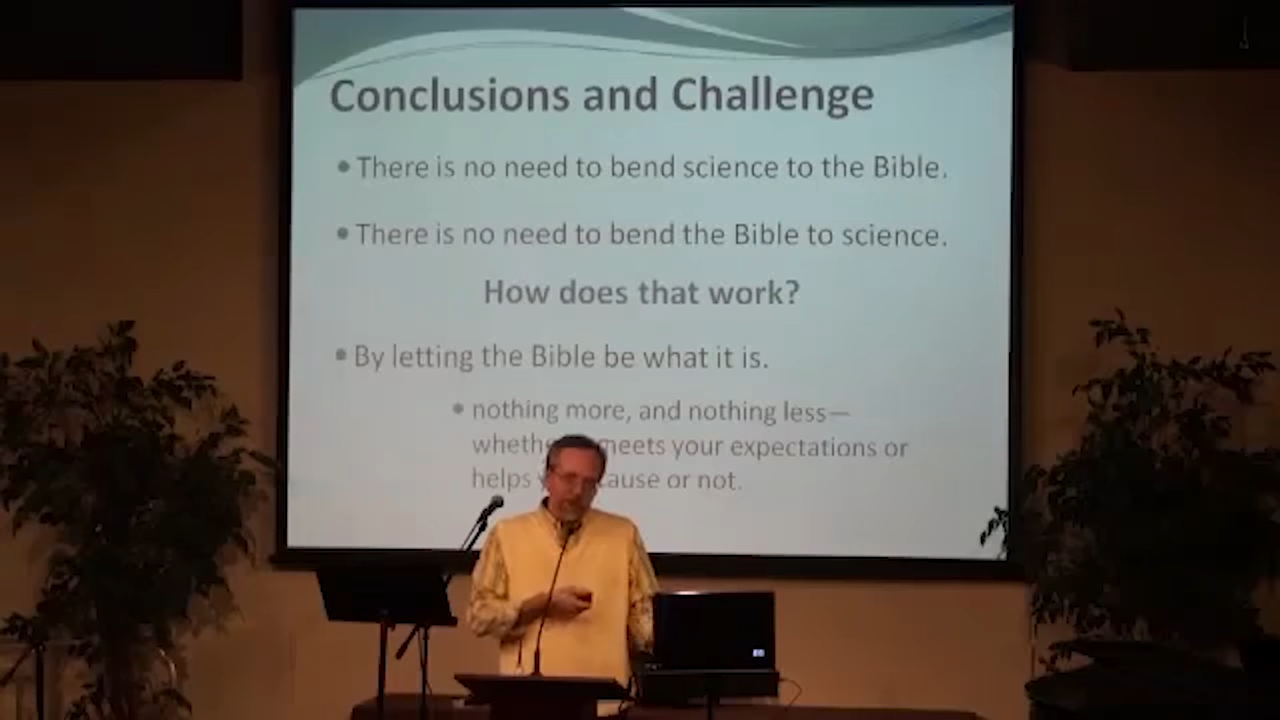 Conclusions and Challenge
• There is no need to bend science to the Bible.
• There is no need to bend the Bible to science.
How does that work?
• By letting the Bible be what it is.
• nothing more, and nothing less—
meets your expectations or
helps or not.